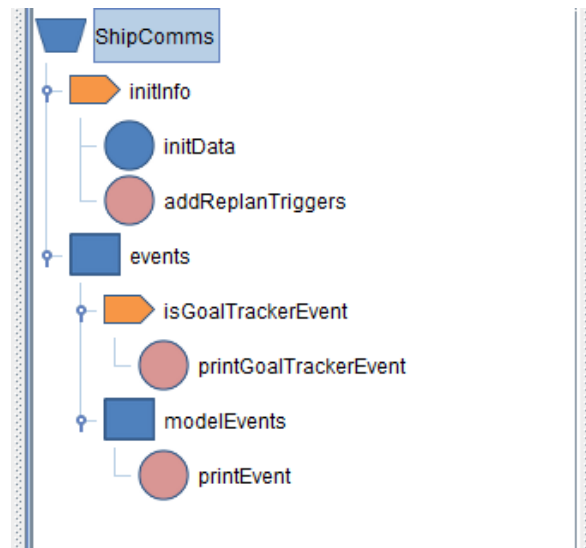 ShipComms
initInfo
initData
addReplanTriggers
events
isGoalTrackerEvent
printGoalTrackerEvent
modelEvents
printEvent